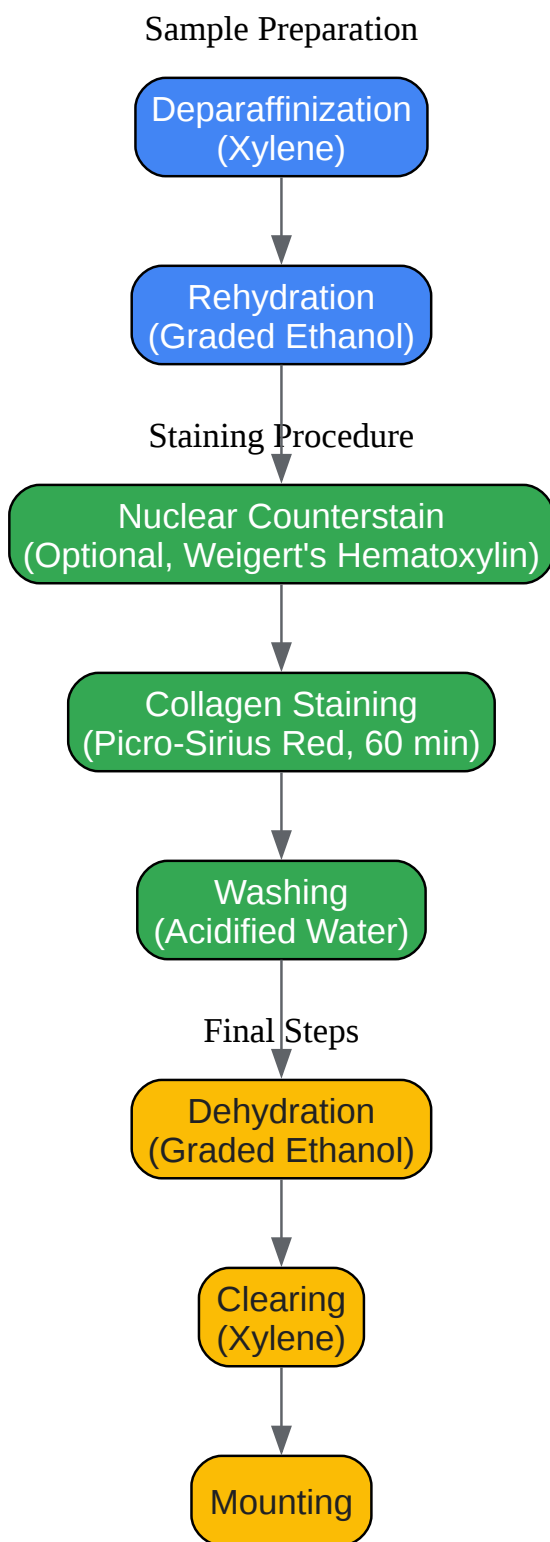 Sample Preparation
Deparaffinization
(Xylene)
Rehydration
(Graded Ethanol)
Staining Procedure
Nuclear Counterstain
(Optional, Weigert's Hematoxylin)
Collagen Staining
(Picro-Sirius Red, 60 min)
Washing
(Acidified Water)
Final Steps
Dehydration
(Graded Ethanol)
Clearing
(Xylene)
Mounting